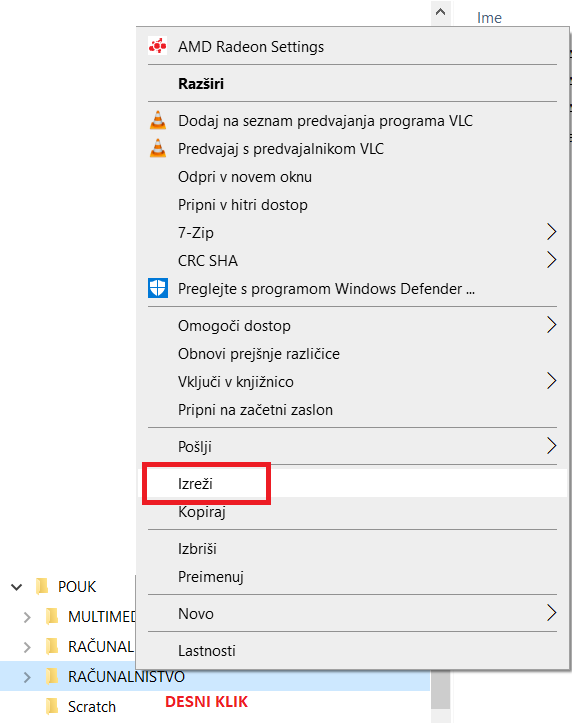 Ime
AMD Radeon Settings
Razširi
Dodaj na seznam predvajanja programa VLC
Predvajaj s predvajalnikom VLC
Odpri v novem oknu
Pripni v hitri dostop
7-Zip
CRC SHA
Preglejte s programom Windows Defender ...
Omogoči dostop
Obnovi prejšnje različice
Vključi v knjižnico
Pripni na začetni zaslon
Pošlji
Izreži
Kopiraj
Izbriši
Preimenuj
Novo
Lastnosti
POUK
MULTIMED
RAČUNAL
RAČUNALNIŠTVO
Scratch
DESNI KLIK